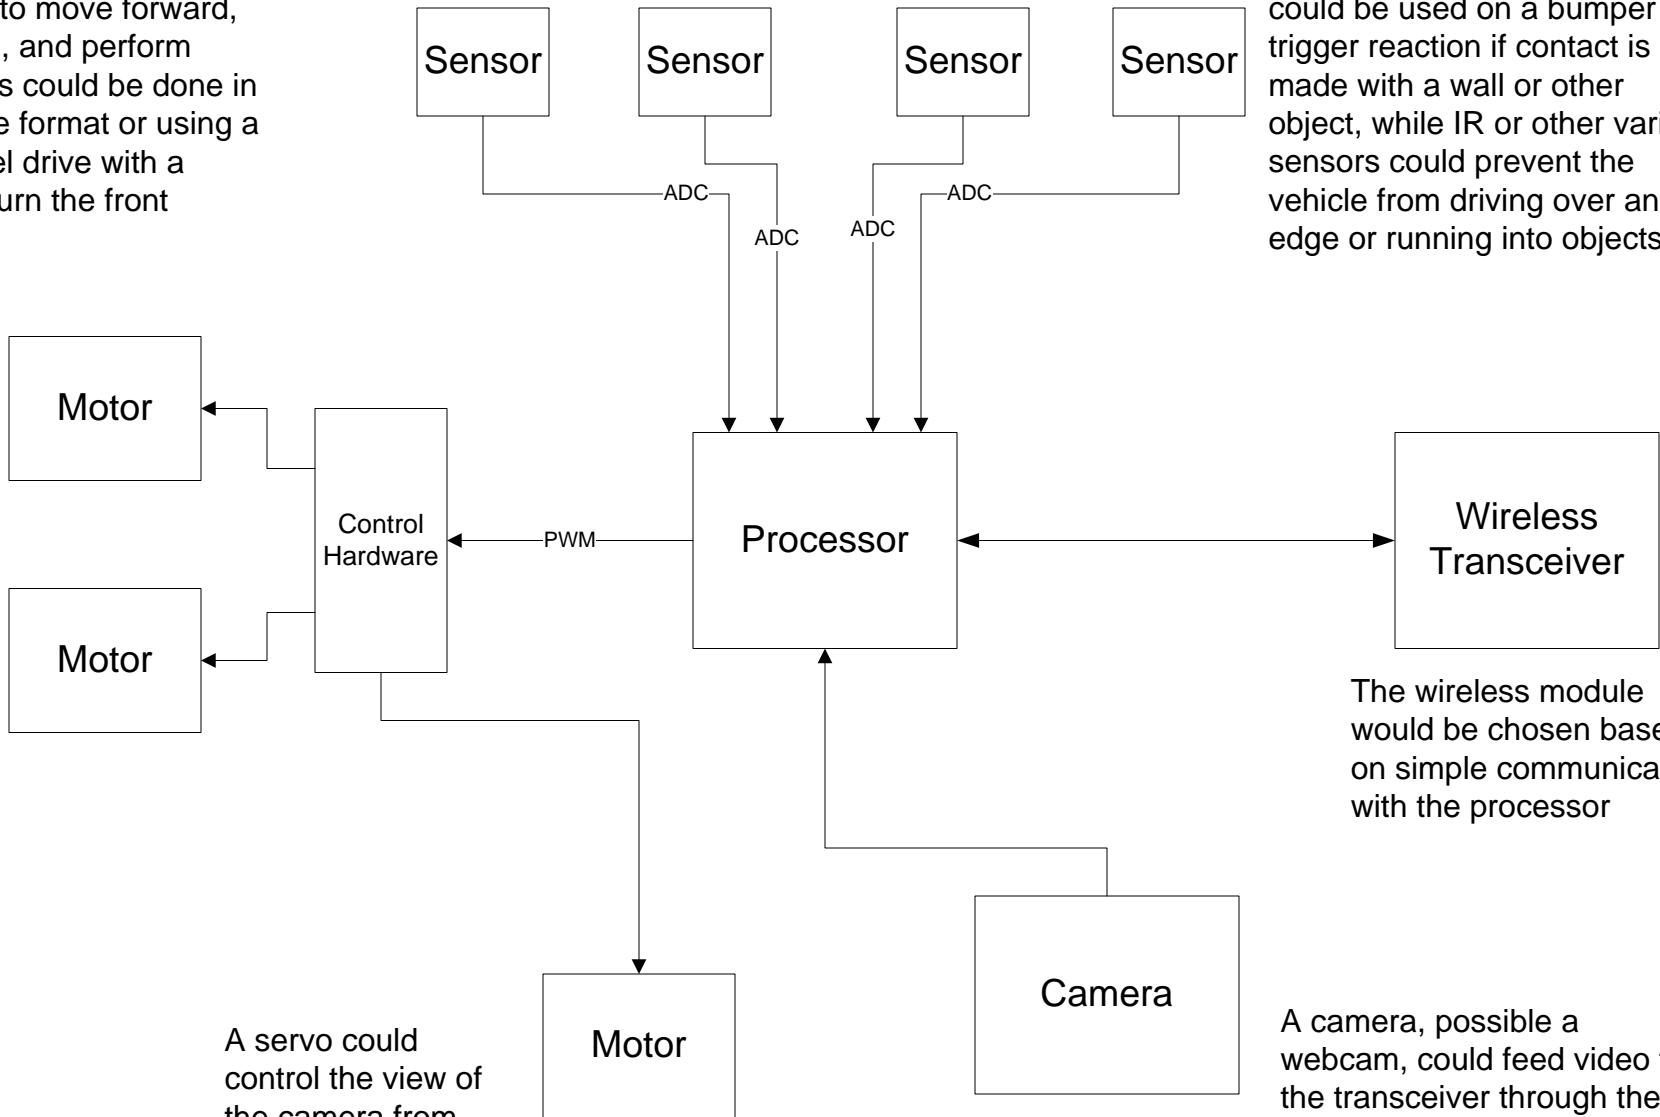 to move forward,
, and perform
s could be done in
e format or using a
el drive with a
urn the front
Sensor
Sensor
Sensor
Sensor
could be used on a bumper
trigger reaction if contact is
made with a wall or other
object, while IR or other vari
sensors could prevent the
vehicle from driving over an
edge or running into objects
ADC
ADC
ADC
ADC
Motor
Motor
Control
Hardware
PWM
Processor
Wireless
Transceiver
The wireless module
would be chosen base
on simple communica
with the processor
Camera
Motor
A servo could
control the view of
the camera from
A camera, possible a
webcam, could feed video
the transceiver through the